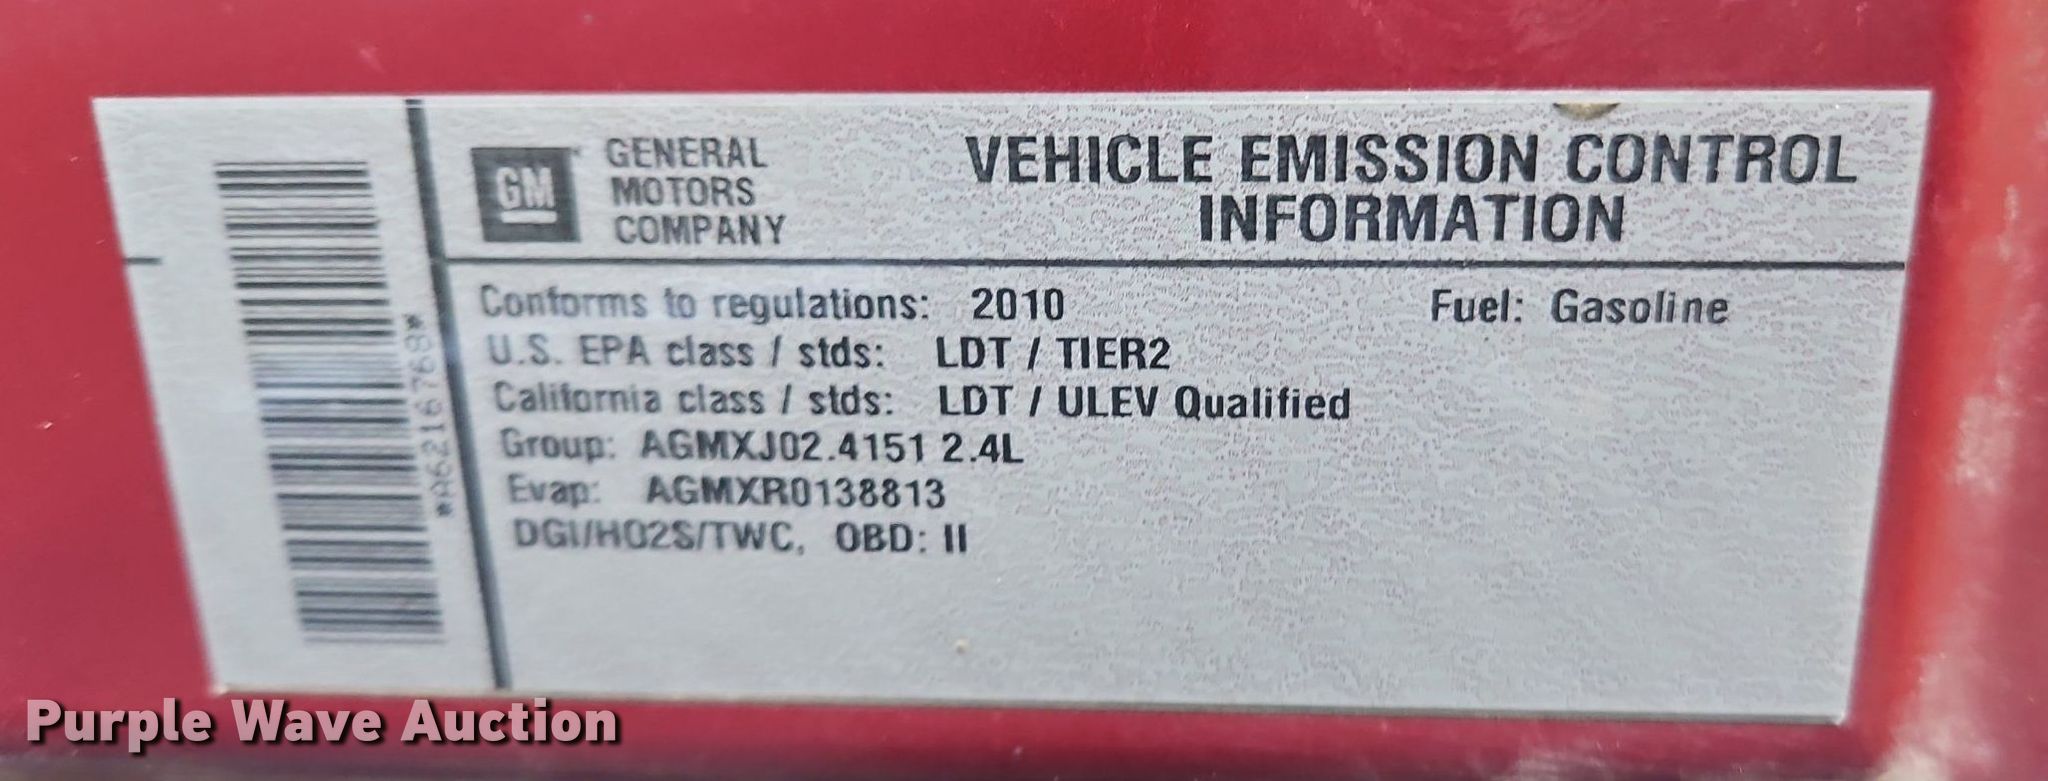 GM
GENERAL
MOTORS
COMPANY
VEHICLE EMISSION CONTROL
INFORMATION
Conforms to regulations: 2010 Fuel: Gasoline
U.S. EPA class / stds: LDT / TIER2
California class / stds: LDT / ULEV Qualified
Group: AGMXJ02.4151 2.4L
Evap: AGMXR0138813
DGI/HO2S/TWC, OBD: II
*A6216768*
Purple Wave Auction